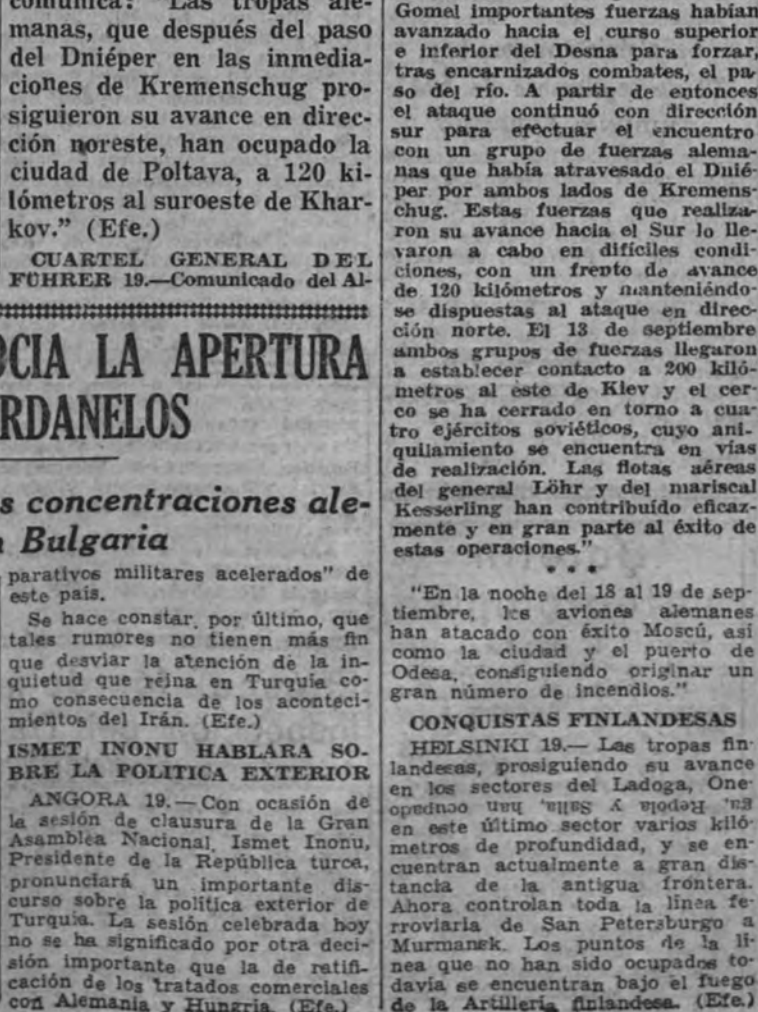 comunica: "Las tropas ale-
manas, que después del paso
del Dniéper en las inmedia-
ciones de Kremenschug pro-
siguieron su avance en direc-
ción noreste, han ocupado la
ciudad de Poltava, a 120 ki-
lómetros al suroeste de Khar-
kov." (Efe.)
CUARTEL GENERAL DEL
FÜHRER 19.—Comunicado del Al-
OCIA LA APERTURA
RDANELOS
s concentraciones ale-
n Bulgaria
parativos militares acelerados" de
este país.
Se hace constar, por último, que
tales rumores no tienen más fin
que desviar la atención de la in-
quietud que reina en Turquía co-
mo consecuencia de los aconteci-
mientos del Irán. (Efe.)
ISMET INONU HABLARA SO-
BRE LA POLITICA EXTERIOR
ANGORA 19.—Con ocasión de
la sesión de clausura de la Gran
Asamblea Nacional, Ismet Inonu,
Presidente de la República turca,
pronunciará un importante dis-
curso sobre la política exterior de
Turquía. La sesión celebrada hoy
no se ha significado por otra deci-
sión importante que la de ratifi-
cación de los tratados comerciales
con Alemania y Hungría. (Efe.)
Gomel importantes fuerzas habían
avanzado hacia el curso superior
e inferior del Desna para forzar,
tras encarnizados combates, el pa-
so del río. A partir de entonces
el ataque continuó con dirección
sur para efectuar el encuentro
con un grupo de fuerzas alema-
nas que había atravesado el Dnié-
per por ambos lados de Kremens-
chug. Estas fuerzas que realiza-
ron su avance hacia el Sur lo lle-
varon a cabo en difíciles condi-
ciones, con un frente de avance
de 120 kilómetros y manteniéndo-
se dispuestas al ataque en direc-
ción norte. El 13 de septiembre
ambos grupos de fuerzas llegaron
a establecer contacto a 200 kiló-
metros al este de Kiev y el cer-
co se ha cerrado en torno a cua-
tro ejércitos soviéticos, cuyo ani-
quilamiento se encuentra en vías
de realización. Las flotas aéreas
del general Löhr y del mariscal
Kesserling han contribuído eficaz-
mente y en gran parte al éxito de
estas operaciones."
* * *
"En la noche del 18 al 19 de sep-
tiembre, los aviones alemanes
han atacado con éxito Moscú, así
como la ciudad y el puerto de
Odesa, consiguiendo originar un
gran número de incendios."
CONQUISTAS FINLANDESAS
HELSINKI 19.— Las tropas fin-
landesas, prosiguiendo su avance
en los sectores del Ladoga, One-
ga, Rebola y Salla, han ocupado
en este último sector varios kiló-
metros de profundidad, y se en-
cuentran actualmente a gran dis-
tancia de la antigua frontera.
Ahora controlan toda la línea fe-
rroviaria de San Petersburgo a
Murmansk. Los puntos de la lí-
nea que no han sido ocupados to-
davía se encuentran bajo el fuego
de la Artillería finlandesa. (Efe.)